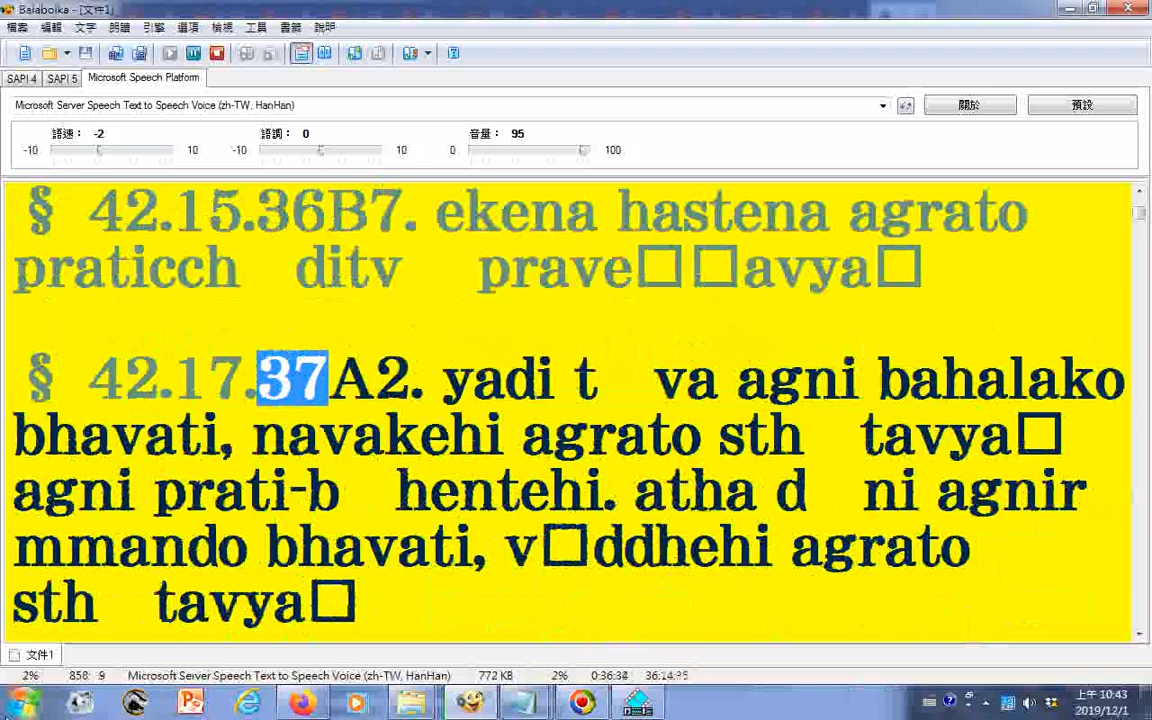 Balabolka - [文件1]
檔案 編輯 文字 朗讀 引擎 選項 檢視 工具 書籤 說明
SAPI 4 SAPI 5 Microsoft Speech Platform
Microsoft Server Speech Text to Speech Voice (zh-TW, HanHan) 關於 預設
語速： -2 語調： 0 音量： 95
-10 10 -10 10 0 100
§ 42.15.36B7. ekena hastena agrato
praticch ditv prave□□avya□
§ 42.17.37A2. yadi t va agni bahalako
bhavati, navakehi agrato sth tavya□
agni prati-b hentehi. atha d ni agnir
mmando bhavati, v□ddhehi agrato
sth tavya□
文件1
2% 858: 9 Microsoft Server Speech Text to Speech Voice (zh-TW, HanHan) 772 KB 2% 0:36:34
上午 10:43
2019/12/1